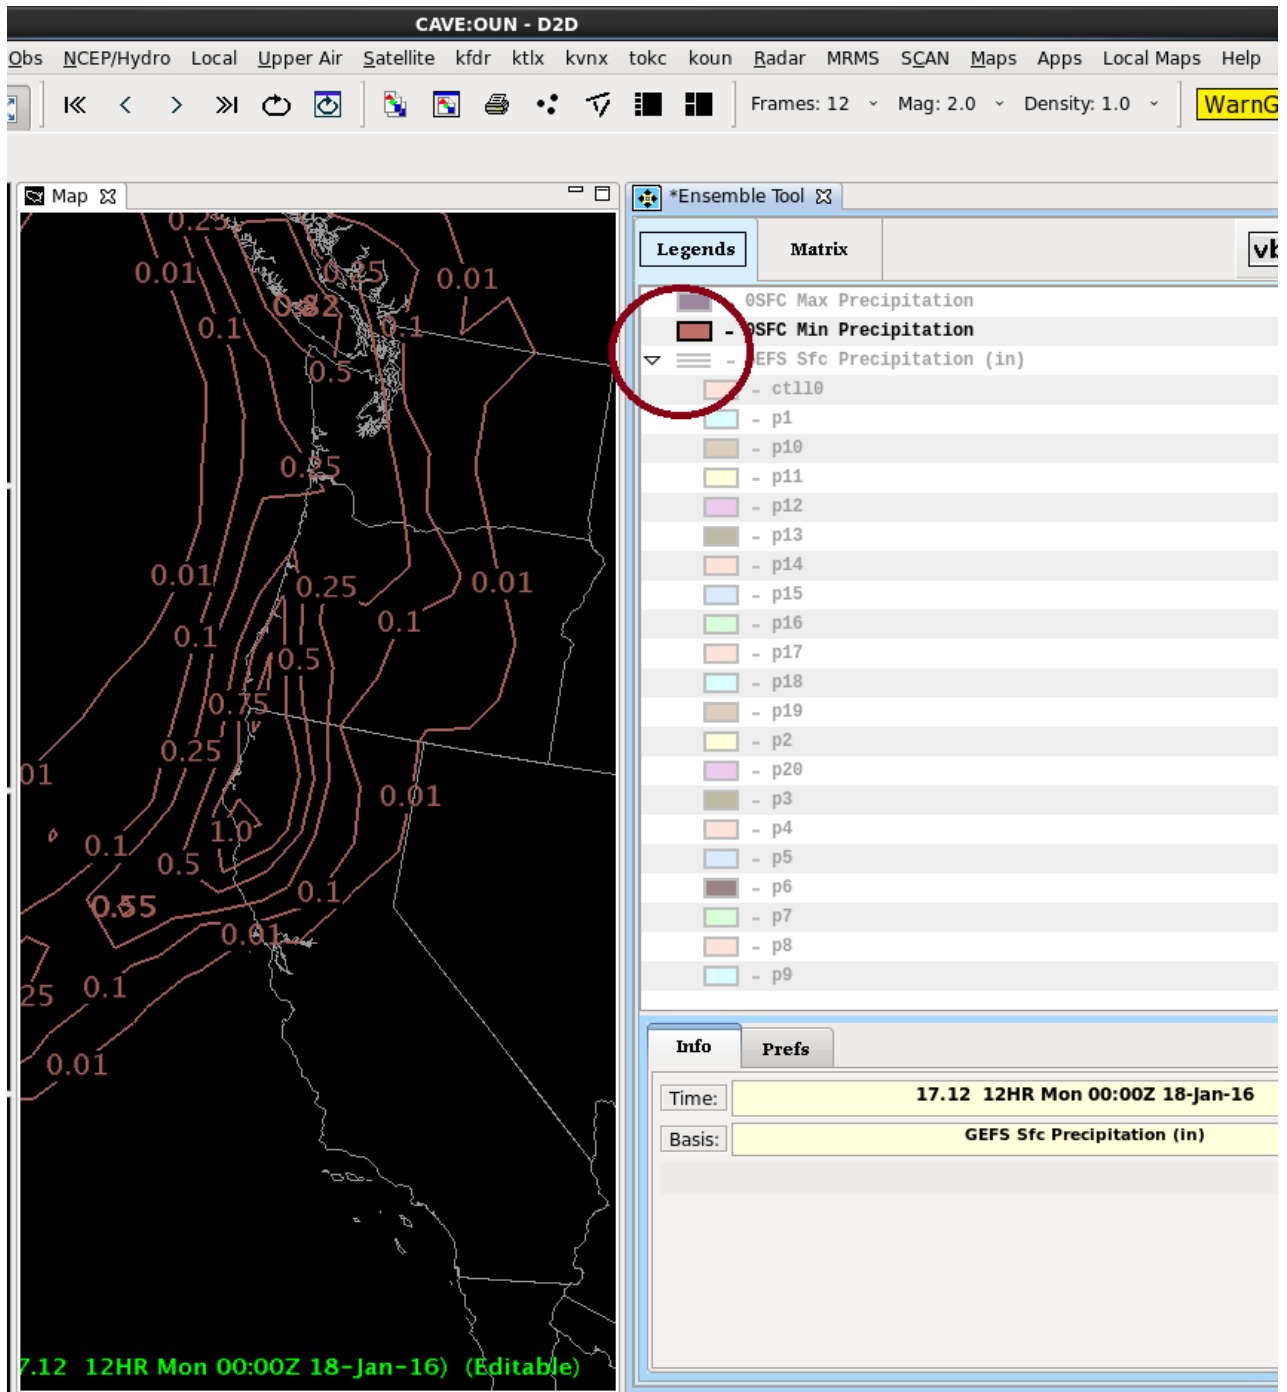 CAVE:OUN - D2D
Obs NCEP/Hydro Local Upper Air Satellite kfdr ktlx kvnx tokc koun Radar MRMS SCAN Maps Apps Local Maps Help
Frames: 12 Mag: 2.0 Density: 1.0 WarnG
Map
*Ensemble Tool
Legends Matrix vb
0.25
0.01 0.25 0.01
0.82
0.1 0.1
0.5
0.25
0.01 0.25 0.01
0.1 0.1
0.5
0.75
0.25
01 0.01
0.1 1.0
0.5
0.1
0.55
0.01
25 0.1
0.01
7.12 12HR Mon 00:00Z 18-Jan-16) (Editable)
- 0SFC Max Precipitation
- 0SFC Min Precipitation
- GEFS Sfc Precipitation (in)
- ctl10
- p1
- p10
- p11
- p12
- p13
- p14
- p15
- p16
- p17
- p18
- p19
- p2
- p20
- p3
- p4
- p5
- p6
- p7
- p8
- p9
Info Prefs
Time: 17.12 12HR Mon 00:00Z 18-Jan-16
Basis: GEFS Sfc Precipitation (in)